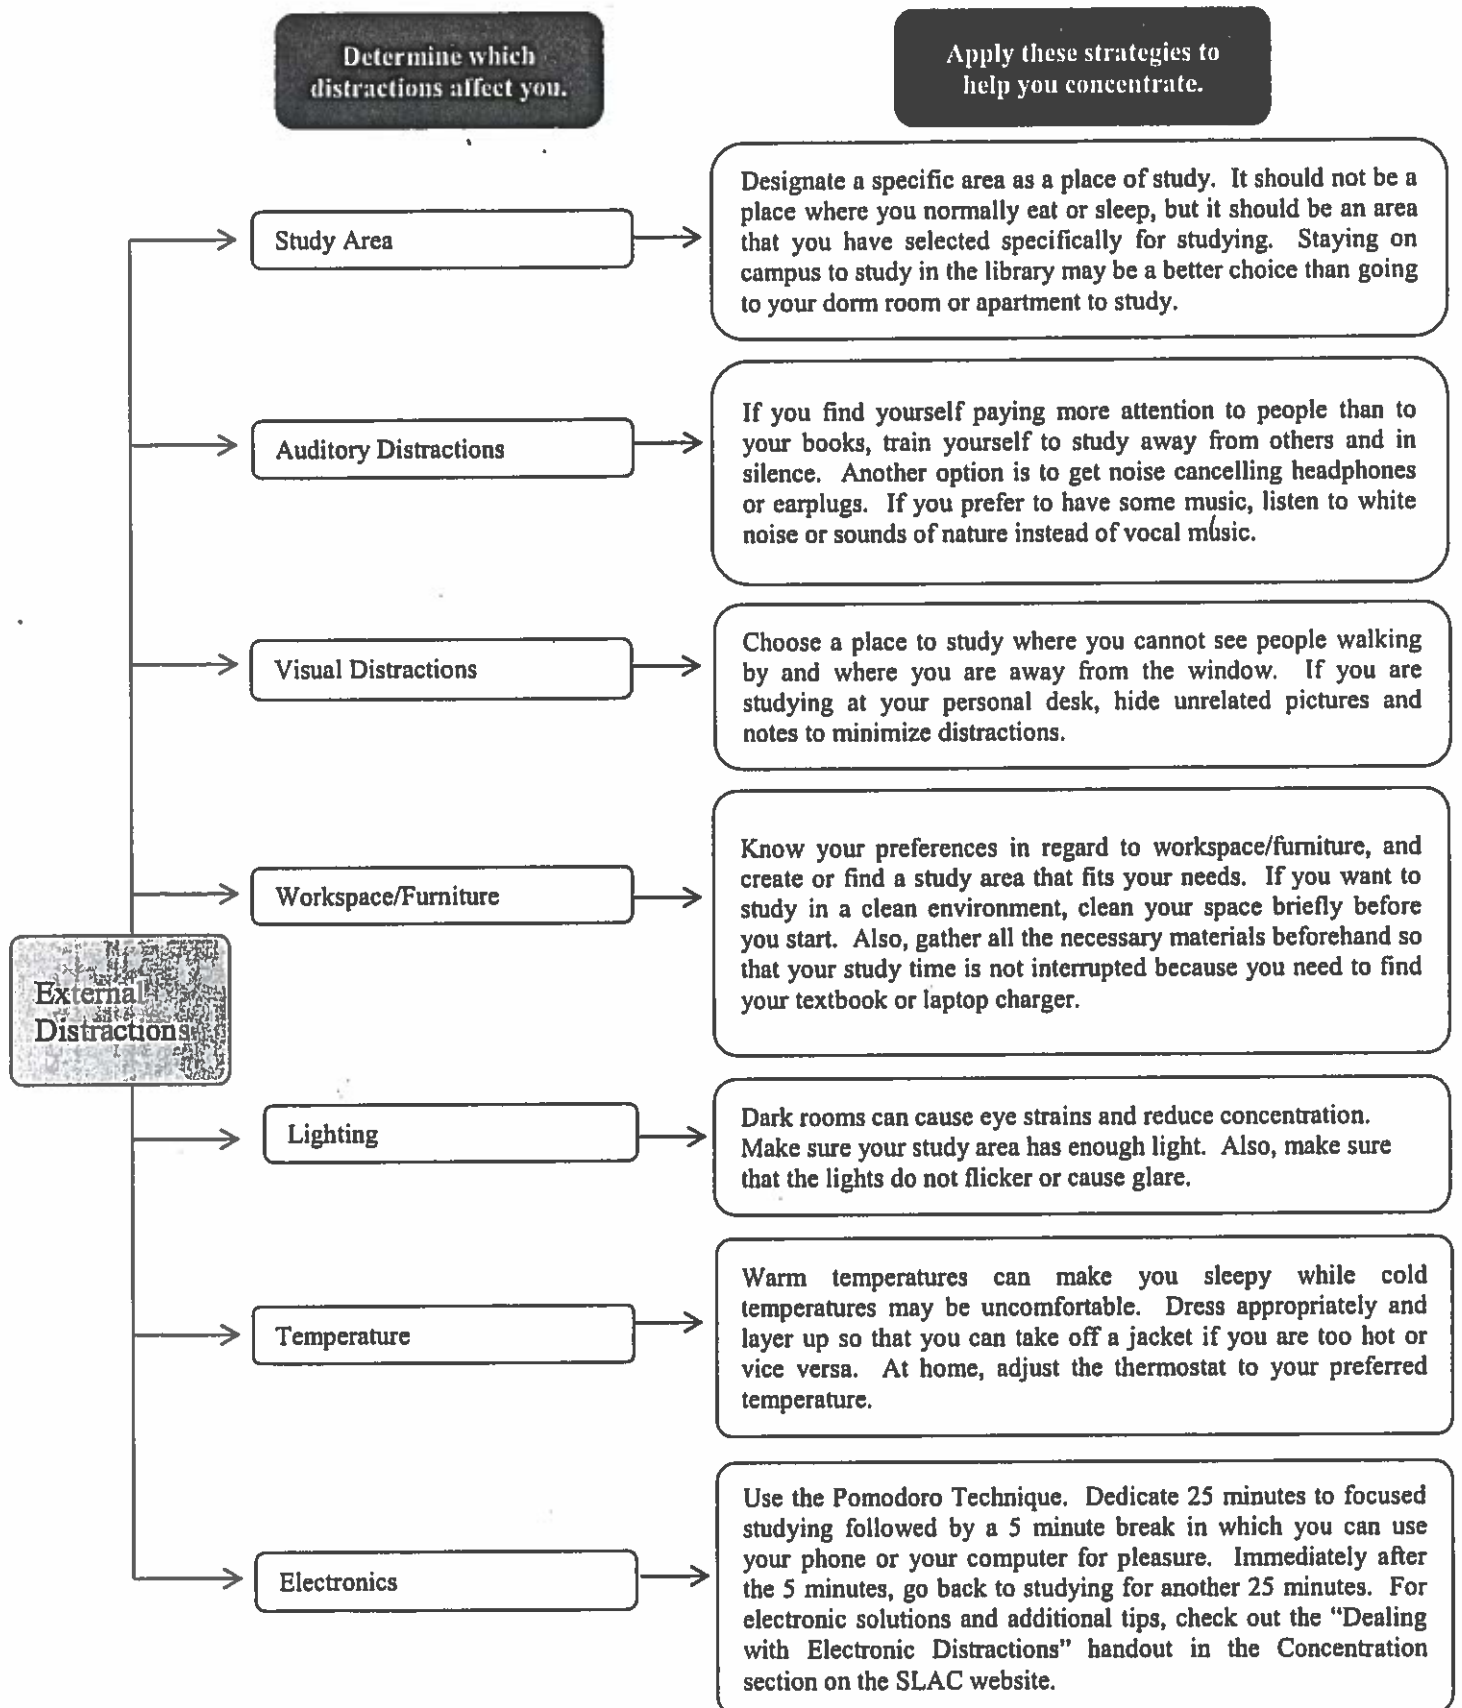 Determine which
distractions affect you.
Apply these strategies to
help you concentrate.
Study Area
Designate a specific area as a place of study. It should not be a
place where you normally eat or sleep, but it should be an area
that you have selected specifically for studying. Staying on
campus to study in the library may be a better choice than going
to your dorm room or apartment to study.
Auditory Distractions
If you find yourself paying more attention to people than to
your books, train yourself to study away from others and in
silence. Another option is to get noise cancelling headphones
or earplugs. If you prefer to have some music, listen to white
noise or sounds of nature instead of vocal music.
Visual Distractions
Choose a place to study where you cannot see people walking
by and where you are away from the window. If you are
studying at your personal desk, hide unrelated pictures and
notes to minimize distractions.
Workspace/Furniture
Know your preferences in regard to workspace/furniture, and
create or find a study area that fits your needs. If you want to
study in a clean environment, clean your space briefly before
you start. Also, gather all the necessary materials beforehand so
that your study time is not interrupted because you need to find
your textbook or laptop charger.
External
Distractions
Lighting
Dark rooms can cause eye strains and reduce concentration.
Make sure your study area has enough light. Also, make sure
that the lights do not flicker or cause glare.
Temperature
Warm temperatures can make you sleepy while cold
temperatures may be uncomfortable. Dress appropriately and
layer up so that you can take off a jacket if you are too hot or
vice versa. At home, adjust the thermostat to your preferred
temperature.
Electronics
Use the Pomodoro Technique. Dedicate 25 minutes to focused
studying followed by a 5 minute break in which you can use
your phone or your computer for pleasure. Immediately after
the 5 minutes, go back to studying for another 25 minutes. For
electronic solutions and additional tips, check out the "Dealing
with Electronic Distractions" handout in the Concentration
section on the SLAC website.